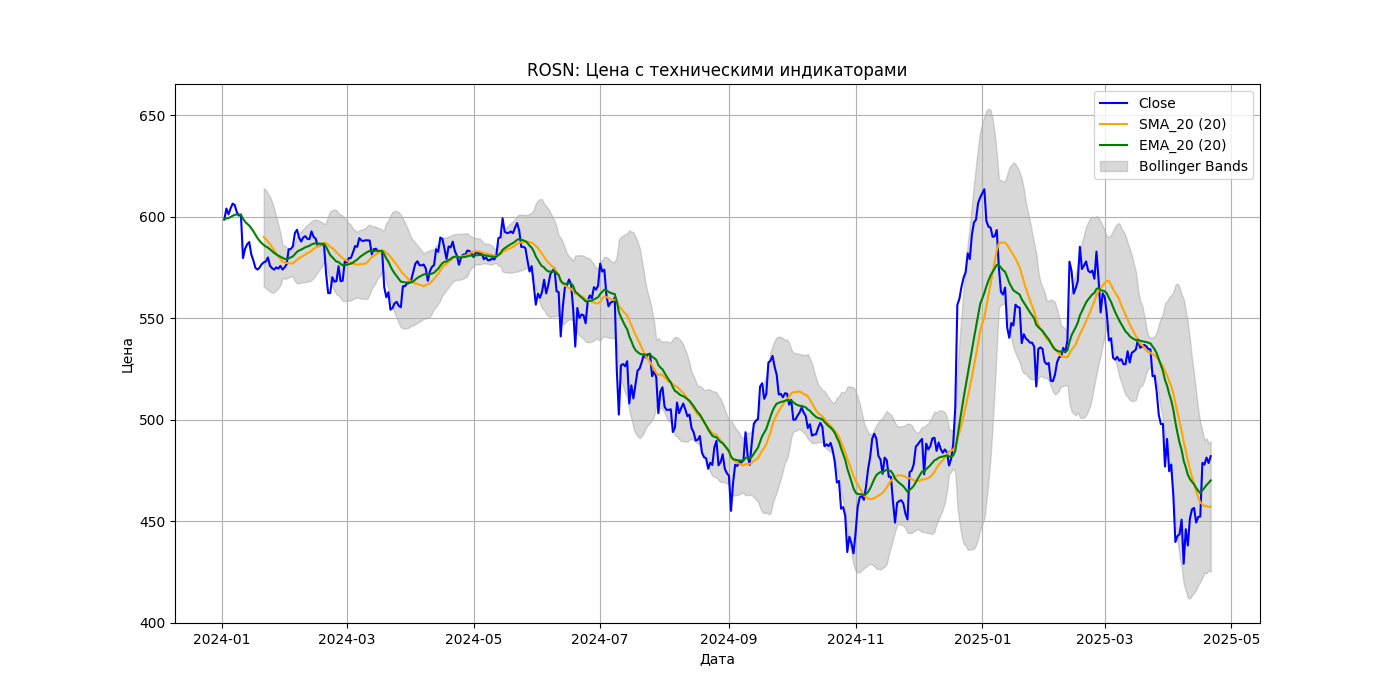 ROSN: Цена с техническими индикаторами
Close
SMA_20 (20)
EMA_20 (20)
Bollinger Bands
650
600
550
500
450
400
Цена
2024-01
2024-03
2024-05
2024-07
2024-09
2024-11
2025-01
2025-03
2025-05
Дата